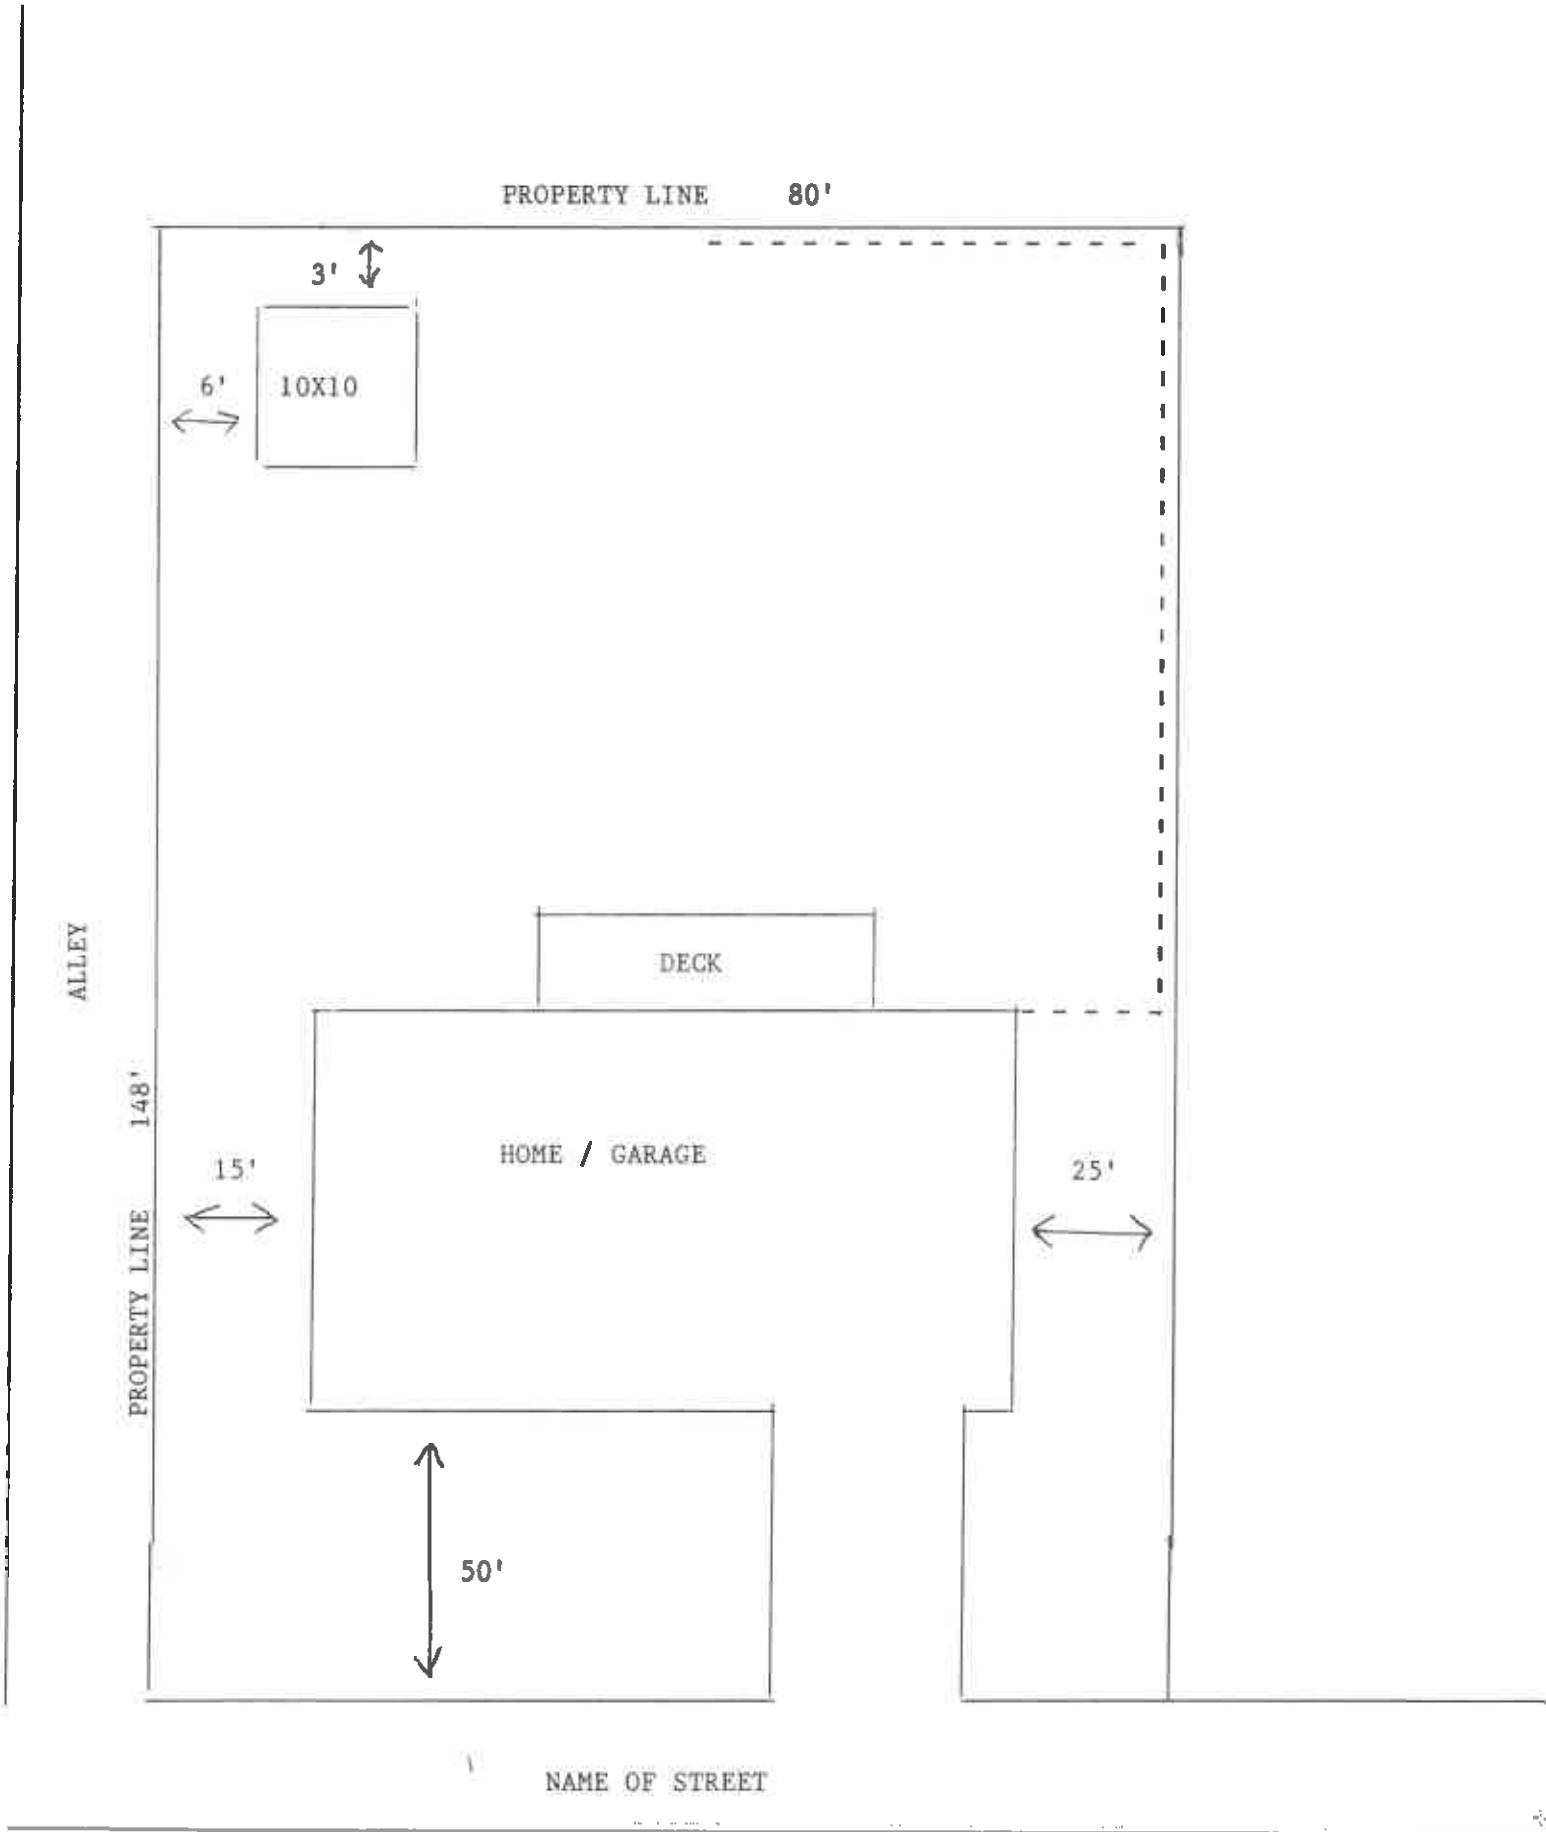 PROPERTY LINE 80'
3'
6'
10X10
ALLEY
DECK
PROPERTY LINE 148'
HOME / GARAGE
15'
25'
50'
NAME OF STREET